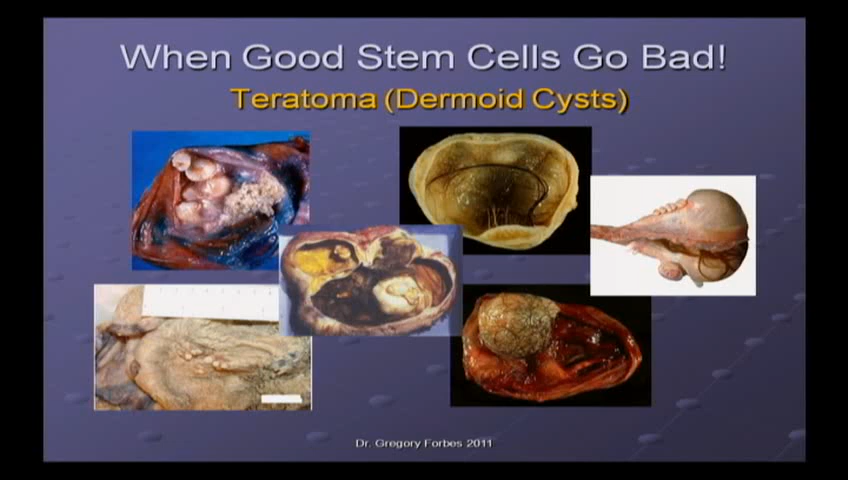 When Good Stem Cells Go Bad!
Teratoma (Dermoid Cysts)
Dr. Gregory Forbes 2011